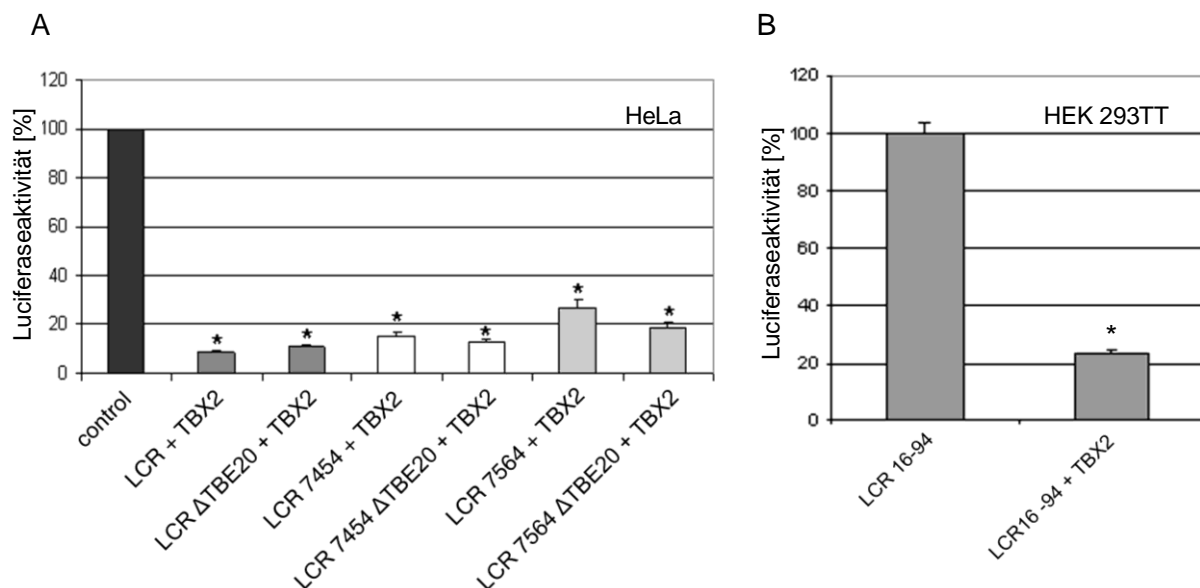 A
Luciferaseaktivität [%]
120
100
80
60
40
20
0
HeLa
*
*
*
*
*
*
control
LCR + TBX2
LCR ΔTBE20 + TBX2
LCR 7454 + TBX2
LCR 7454 ΔTBE20 + TBX2
LCR 7564 + TBX2
LCR 7564 ΔTBE20 + TBX2
B
Luciferaseaktivität [%]
120
100
80
60
40
20
0
HEK 293TT
*
LCR 16-94
LCR16 -94 + TBX2